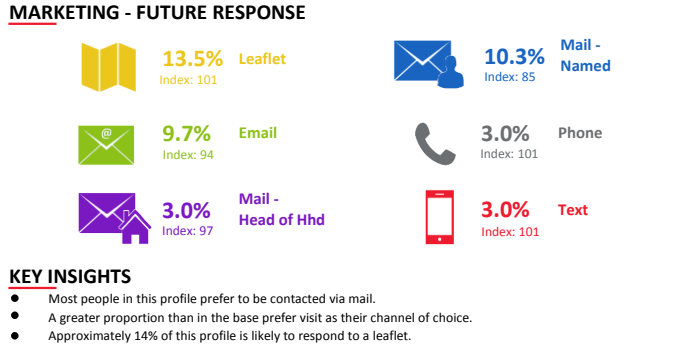 MARKETING - FUTURE RESPONSE
13.5% Leaflet
Index: 101
10.3% Mail -
Named
Index: 85
@
9.7% Email
Index: 94
3.0% Phone
Index: 101
3.0% Mail -
Head of Hhd
Index: 97
3.0% Text
Index: 101
KEY INSIGHTS
● Most people in this profile prefer to be contacted via mail.
● A greater proportion than in the base prefer visit as their channel of choice.
● Approximately 14% of this profile is likely to respond to a leaflet.